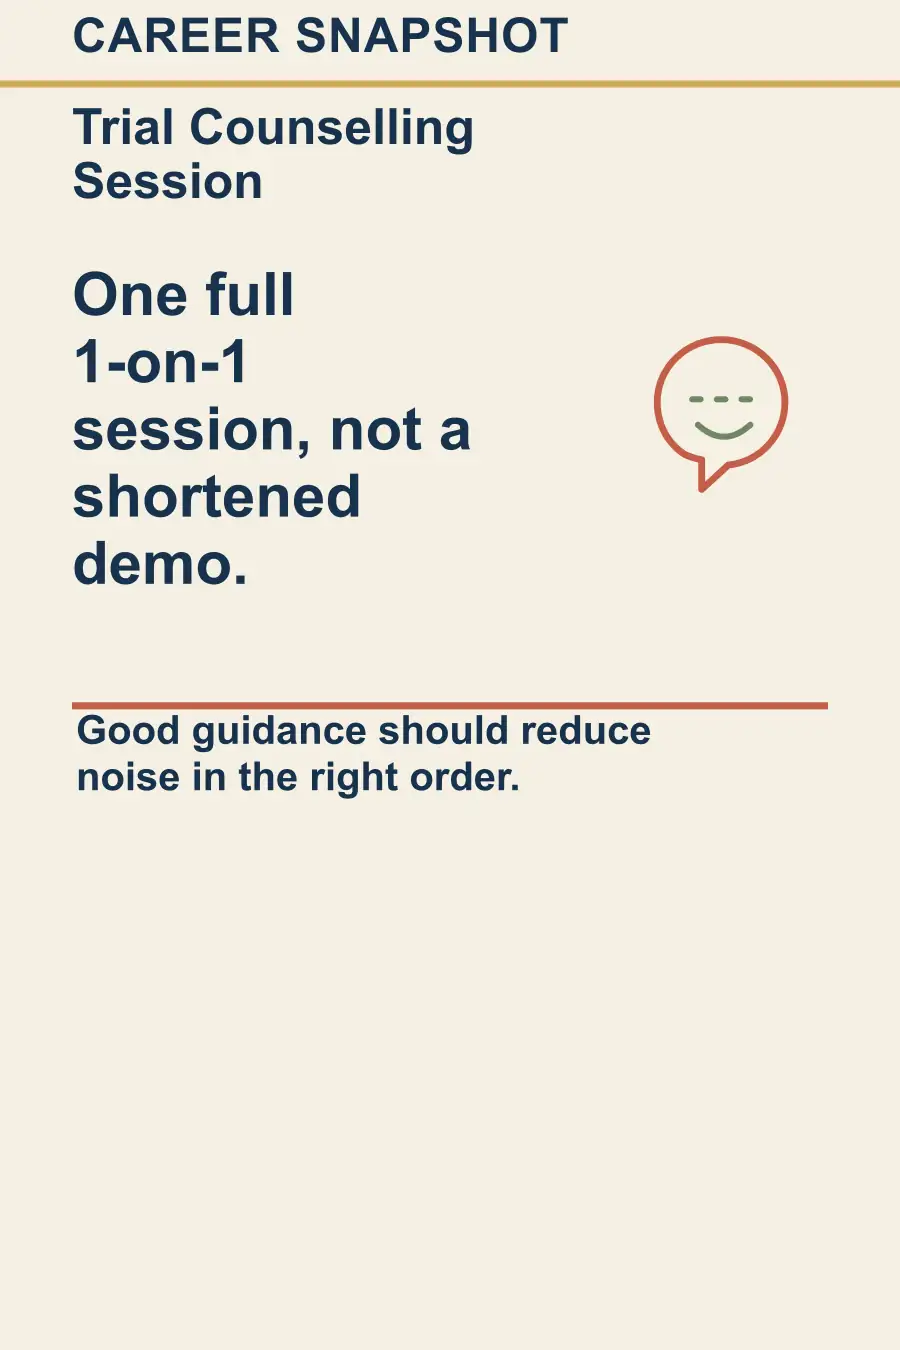 CAREER SNAPSHOT
Trial Counselling
Session
One full
1-on-1
session, not a
shortened
demo.
Good guidance should reduce
noise in the right order.